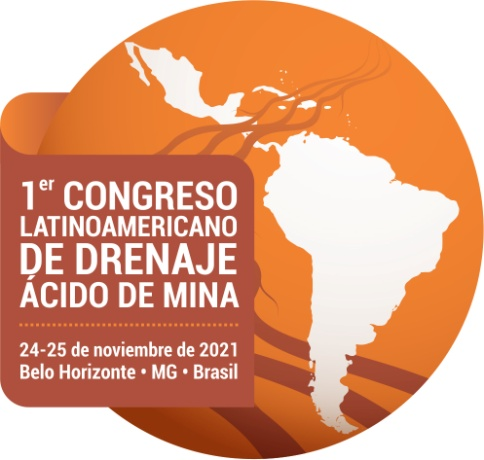 1er CONGRESO
LATINOAMERICANO
DE DRENAJE
ÁCIDO DE MINA
24-25 de noviembre de 2021
Belo Horizonte • MG • Brasil